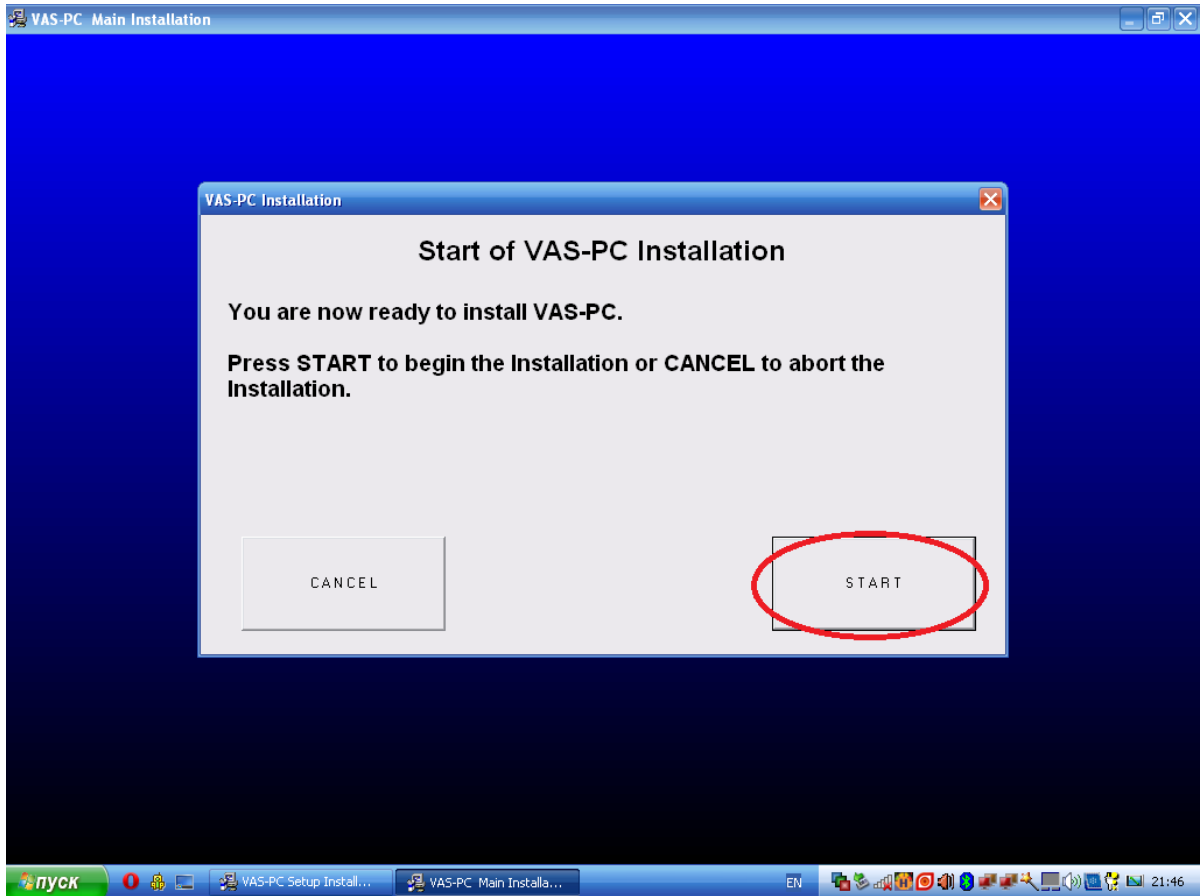 VAS-PC Main Installation
VAS-PC Installation
Start of VAS-PC Installation
You are now ready to install VAS-PC.
Press START to begin the Installation or CANCEL to abort the
Installation.
CANCEL
START
пуск
VAS-PC Setup Install...
VAS-PC Main Installa...
EN
21:46